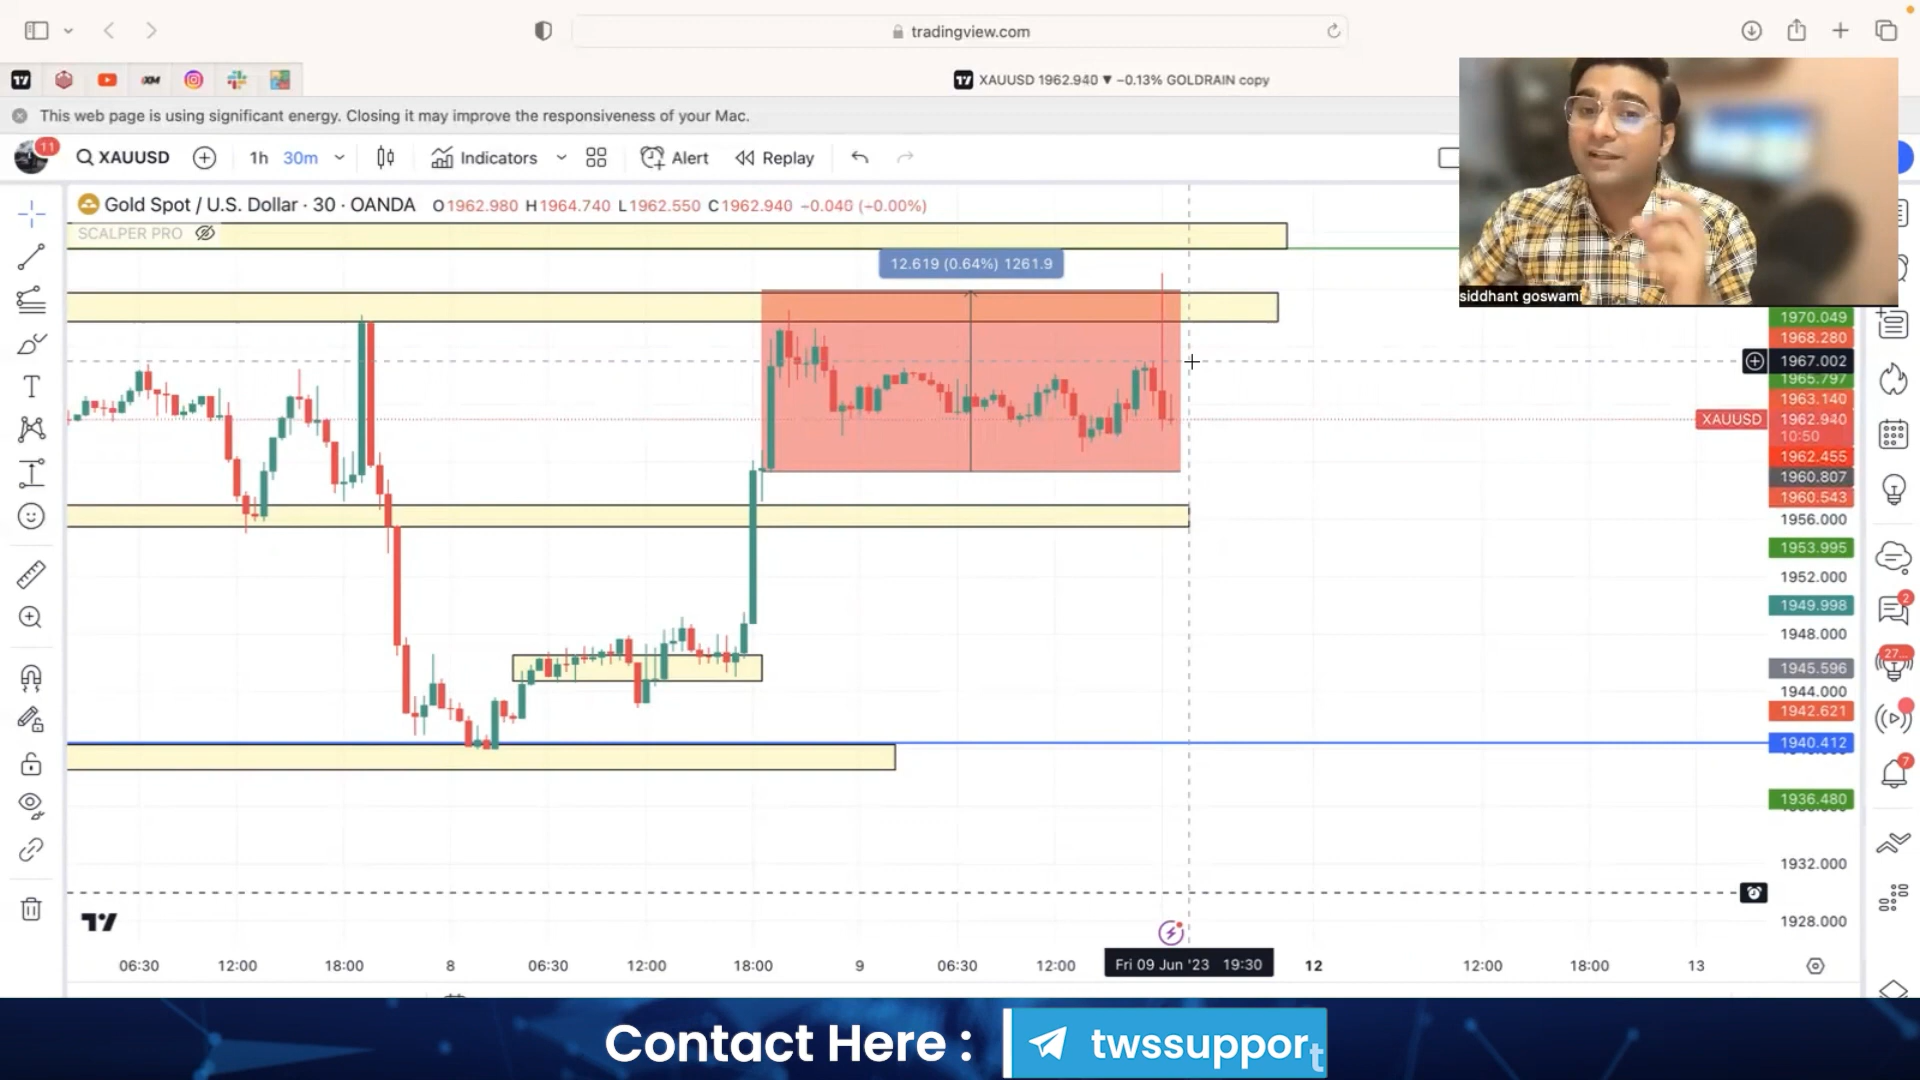 tradingview.com
XAUUSD 1962.940 ▼ −0.13% GOLDRAIN copy
This web page is using significant energy. Closing it may improve the responsiveness of your Mac.
11
XAUUSD
1h
30m
Indicators
Alert
Replay
Gold Spot / U.S. Dollar · 30 · OANDA
O1962.980 H1964.740 L1962.550 C1962.940 −0.040 (−0.00%)
SCALPER PRO
12.619 (0.64%) 1261.9
siddhant goswami
1970.049
1968.280
1967.002
1965.797
1963.140
XAUUSD
1962.940
10:50
1962.455
1960.807
1960.543
1956.000
1953.995
1952.000
1949.998
1948.000
1945.596
1944.000
1942.621
1940.412
1936.480
1932.000
1928.000
2
27...
7
06:30
12:00
18:00
8
06:30
12:00
18:00
9
06:30
12:00
Fri 09 Jun '23 19:30
12
12:00
18:00
13
Contact Here :
twssupport